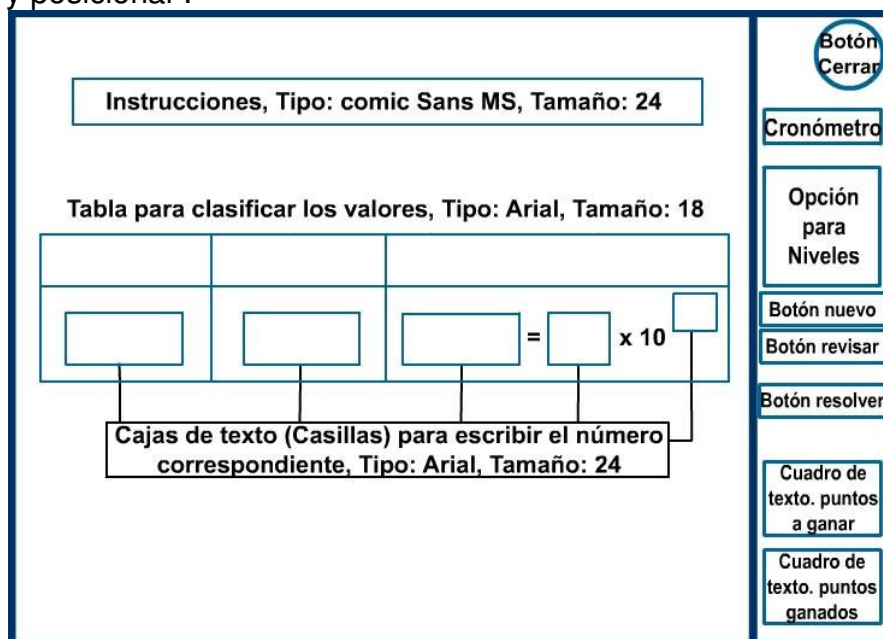 y posicional".
Instrucciones, Tipo: comic Sans MS, Tamaño: 24
Tabla para clasificar los valores, Tipo: Arial, Tamaño: 18
= x 10
Cajas de texto (Casillas) para escribir el número
correspondiente, Tipo: Arial, Tamaño: 24
Botón
Cerrar
Cronómetro
Opción
para
Niveles
Botón nuevo
Botón revisar
Botón resolver
Cuadro de
texto. puntos
a ganar
Cuadro de
texto. puntos
ganados